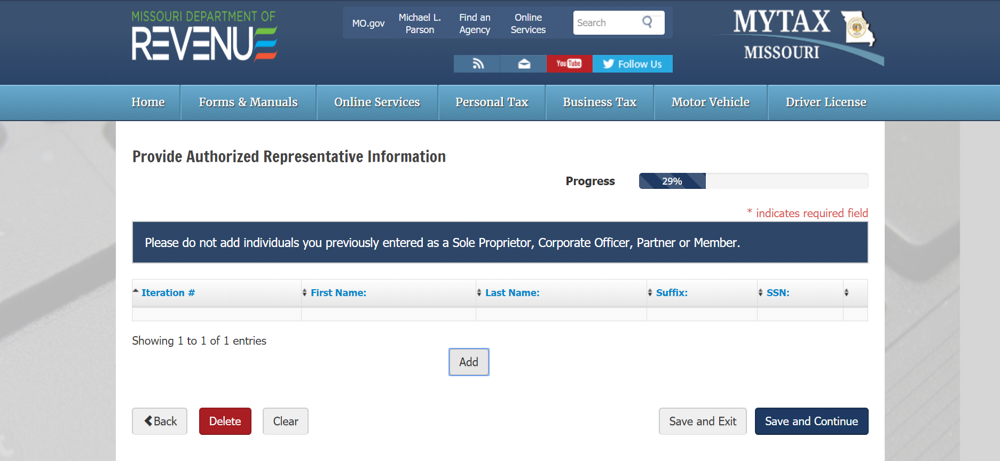 MISSOURI DEPARTMENT OF
REVENUE
MO.gov
Michael L.
Parson
Find an
Agency
Online
Services
Search
MYTAX
MISSOURI
YouTube
Follow Us
Home
Forms & Manuals
Online Services
Personal Tax
Business Tax
Motor Vehicle
Driver License
Provide Authorized Representative Information
Progress
29%
* indicates required field
Please do not add individuals you previously entered as a Sole Proprietor, Corporate Officer, Partner or Member.
Iteration #
First Name:
Last Name:
Suffix:
SSN:
Showing 1 to 1 of 1 entries
Add
Back
Delete
Clear
Save and Exit
Save and Continue